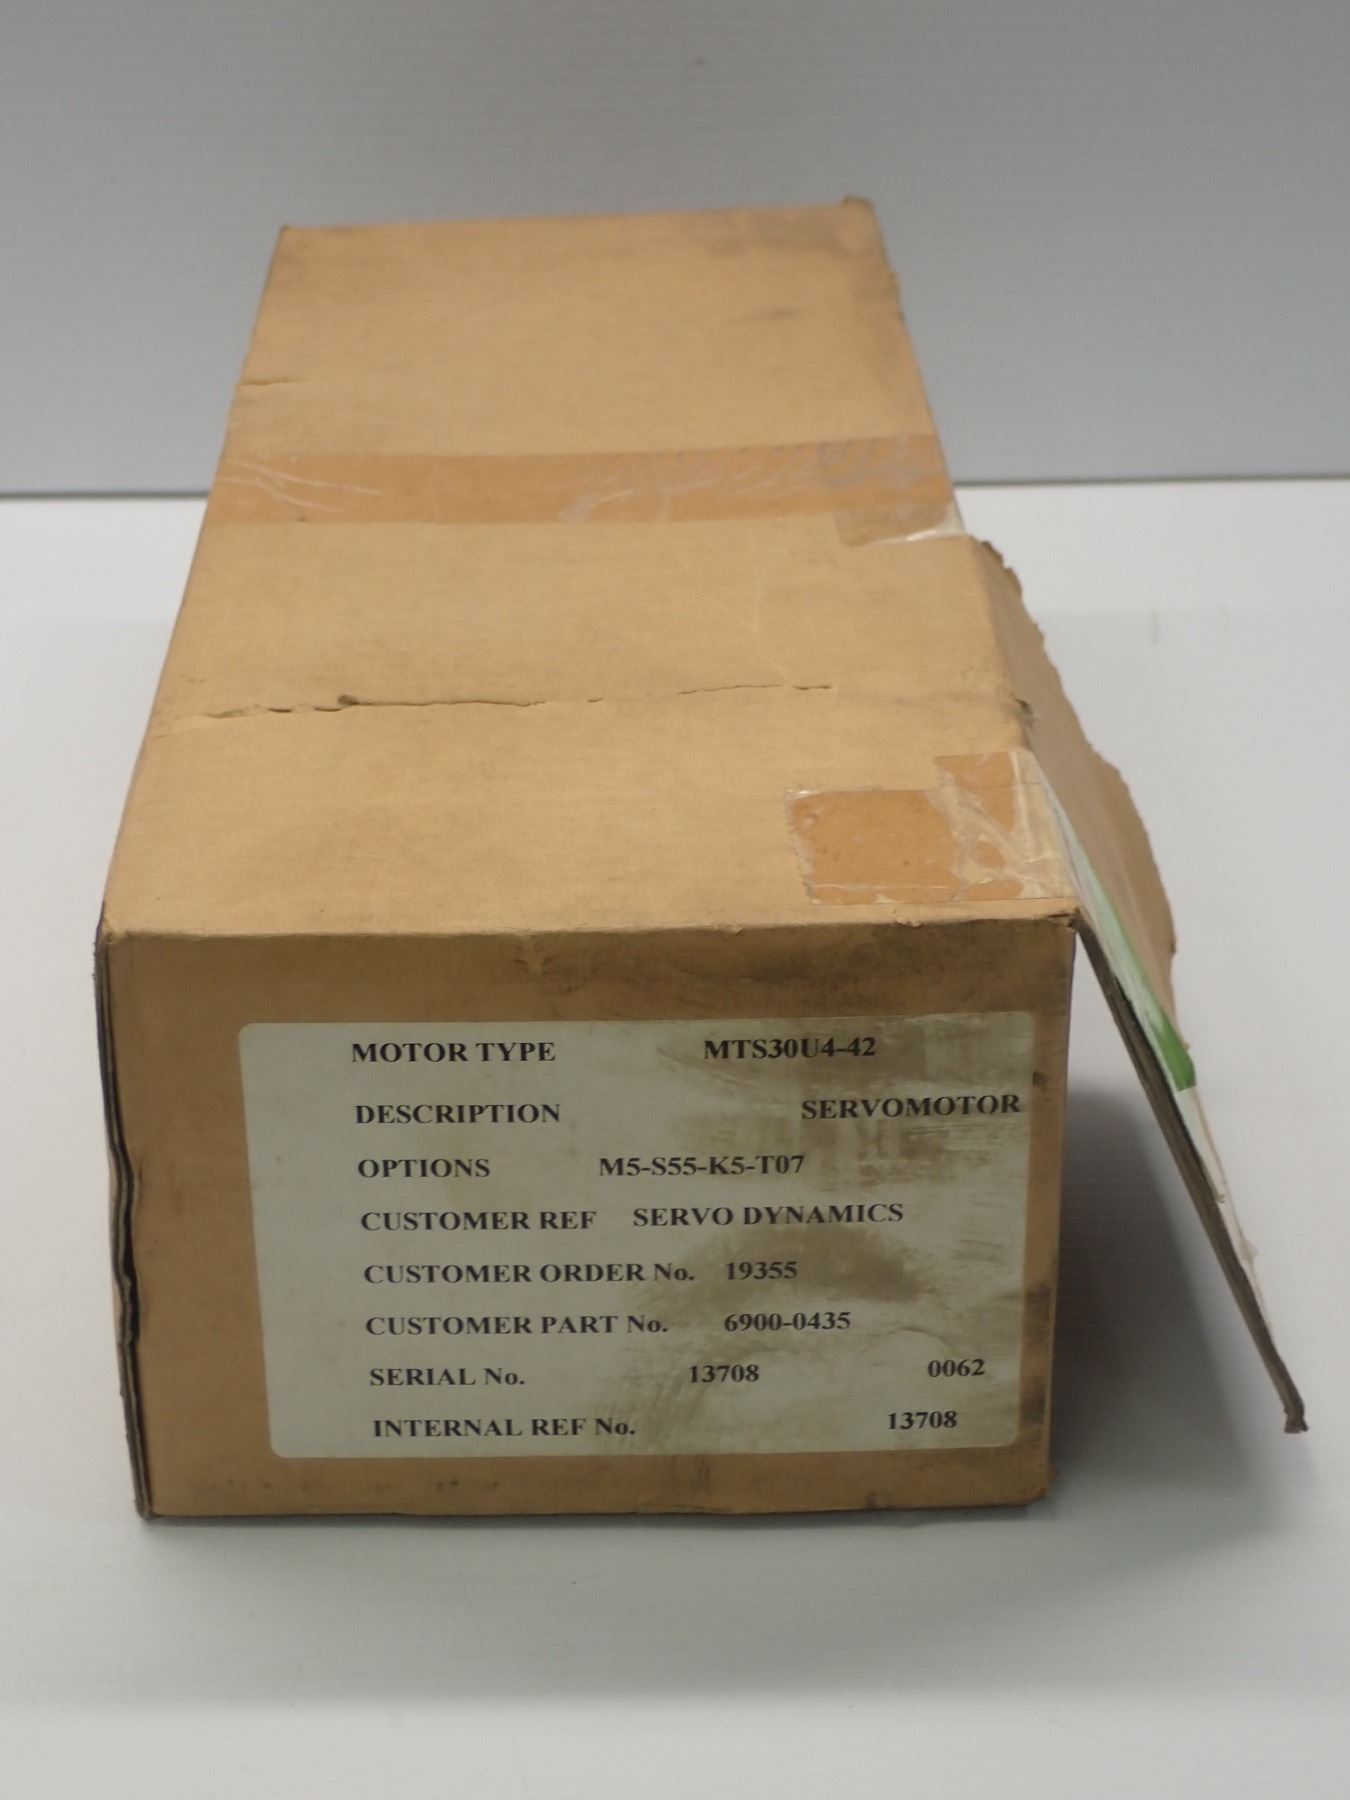 MOTOR TYPE MTS30U4-42
DESCRIPTION SERVOMOTOR
OPTIONS M5-S55-K5-T07
CUSTOMER REF SERVO DYNAMICS
CUSTOMER ORDER No. 19355
CUSTOMER PART No. 6900-0435
SERIAL No. 13708 0062
INTERNAL REF No. 13708